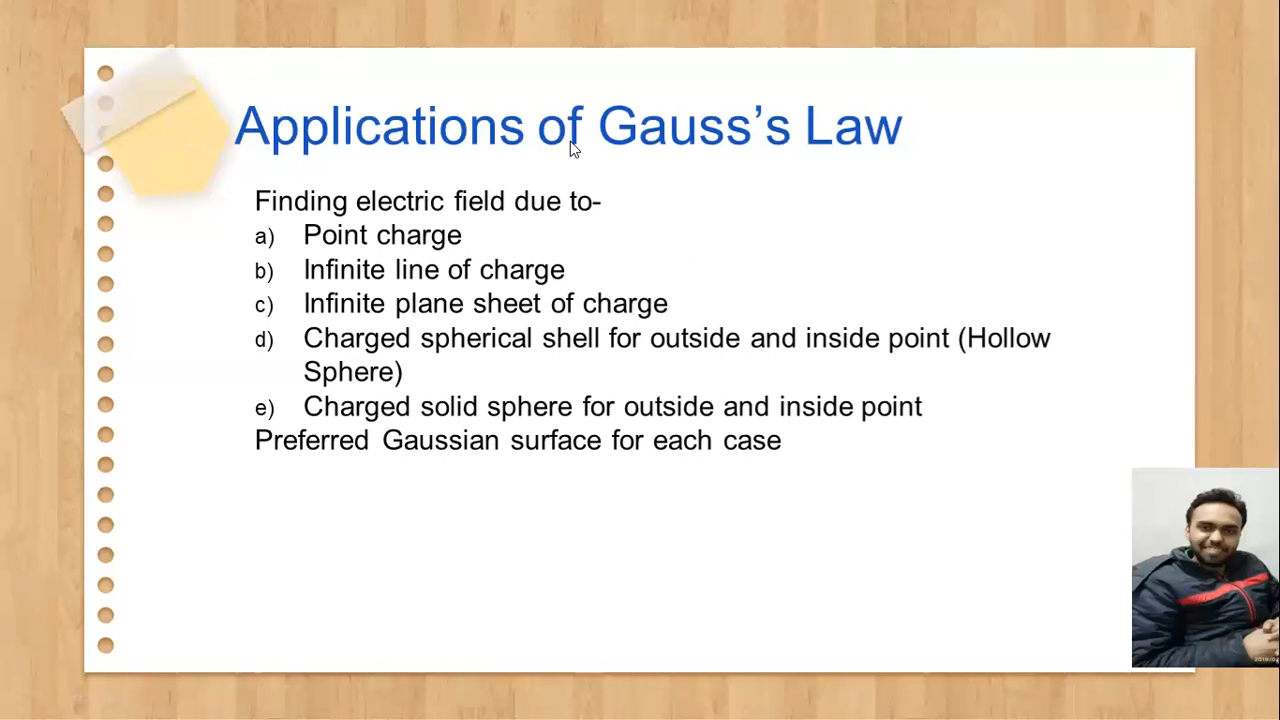 Applications of Gauss’s Law
Finding electric field due to-
a) Point charge
b) Infinite line of charge
c) Infinite plane sheet of charge
d) Charged spherical shell for outside and inside point (Hollow
Sphere)
e) Charged solid sphere for outside and inside point
Preferred Gaussian surface for each case